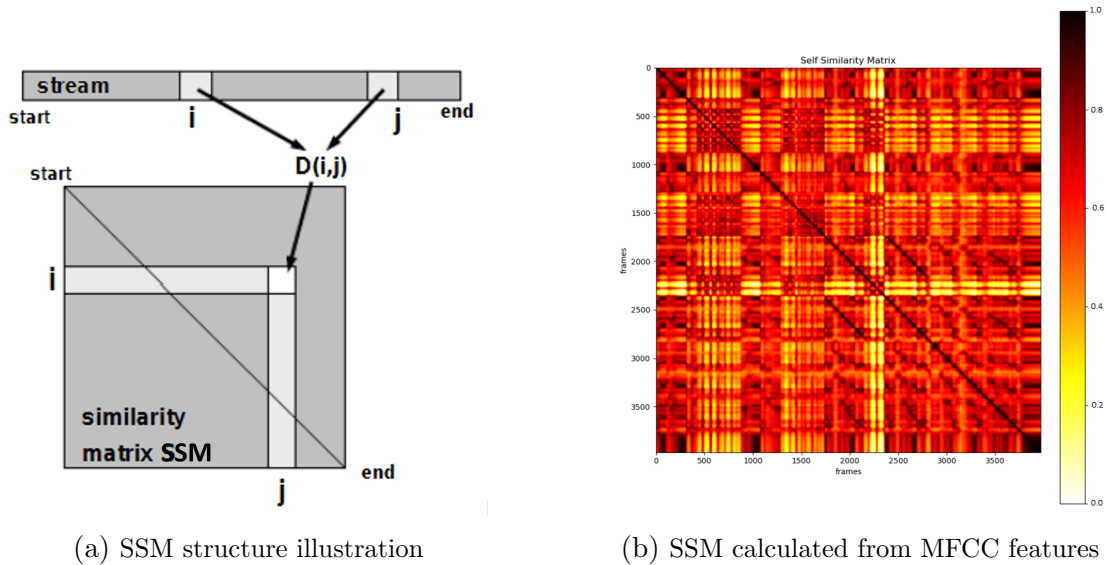 stream
start
i
j
end
D(i,j)
start
i
similarity
matrix SSM
end
j
(a) SSM structure illustration
Self Similarity Matrix
0
500
1000
1500
2000
2500
3000
3500
frames
0
500
1000
1500
2000
2500
3000
3500
frames
1.0
0.8
0.6
0.4
0.2
0.0
(b) SSM calculated from MFCC features